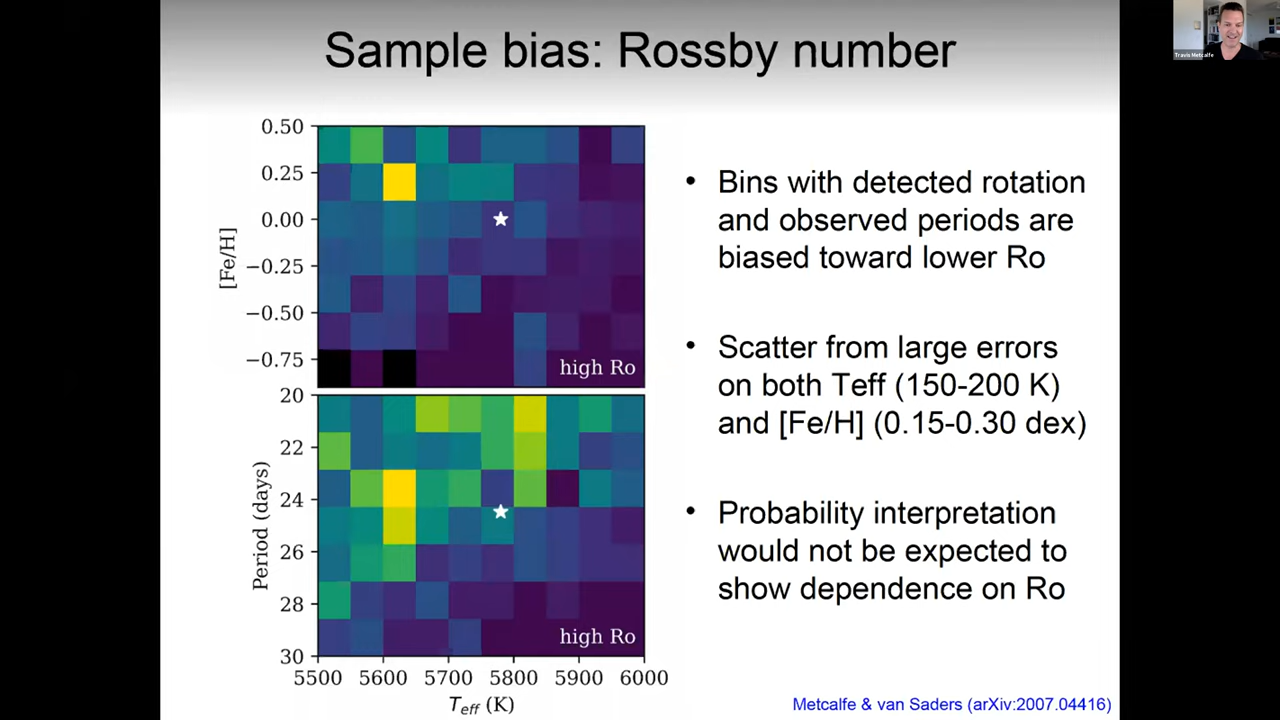 Sample bias: Rossby number
Travis Metcalfe
0.50
0.25
0.00
−0.25
−0.50
−0.75
[Fe/H]
high Ro
20
22
24
26
28
30
Period (days)
high Ro
5500 5600 5700 5800 5900 6000
Teff (K)
• Bins with detected rotation
and observed periods are
biased toward lower Ro
• Scatter from large errors
on both Teff (150-200 K)
and [Fe/H] (0.15-0.30 dex)
• Probability interpretation
would not be expected to
show dependence on Ro
Metcalfe & van Saders (arXiv:2007.04416)